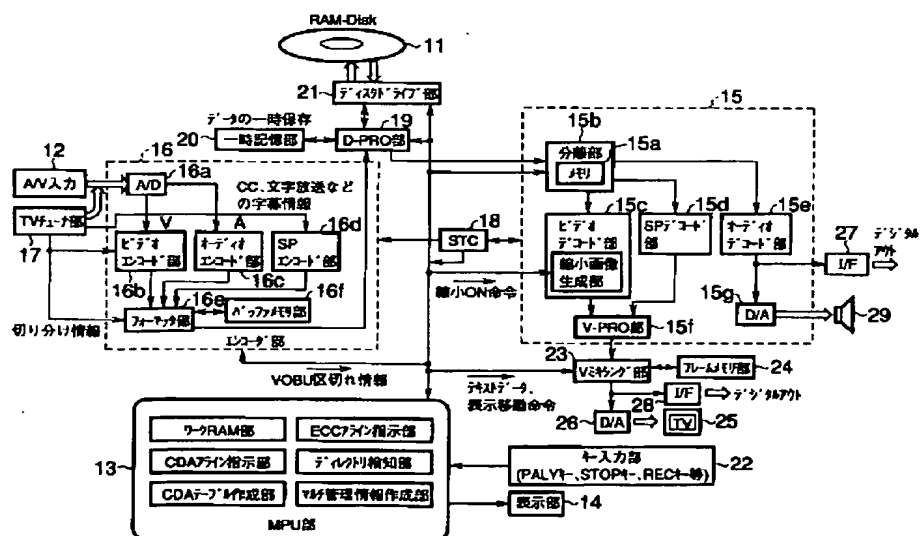 RAM-Disk
11
21
ディスクドライブ部
データの一時保存
19
20
一時記憶部
D-PRO部
12
A/V入力
TVチューナ部
17
16
16a
A/D
CC、文字放送など
の字幕情報
V
A
16d
ビデオ
エンコード部
オーディオ
エンコード部
SP
エンコード部
16b
16c
16e
16f
フォーマッタ部
バッファメモリ部
切り分け情報
エンコーダ部
VOBU区切れ情報
18
STC
15
15b
15a
分離部
メモリ
15c
15d
15e
ビデオ
デコード部
縮小画像
生成部
SPデコード部
オーディオ
デコード部
縮小ON命令
27
I/F
デジタル
アウト
15g
D/A
29
V-PRO部
15f
23
Vミキシング部
24
フレームメモリ部
テキストデータ、
表示移動命令
28
I/F
デジタルアウト
26
D/A
TV
25
13
ワークRAM部
ECCアライン指示部
CDAアライン指示部
ディレクトリ検知部
CDAテーブル作成部
マルチ管理情報作成部
MPU部
キー入力部
(PALYキー、STOPキー、RECキー等)
22
表示部
14